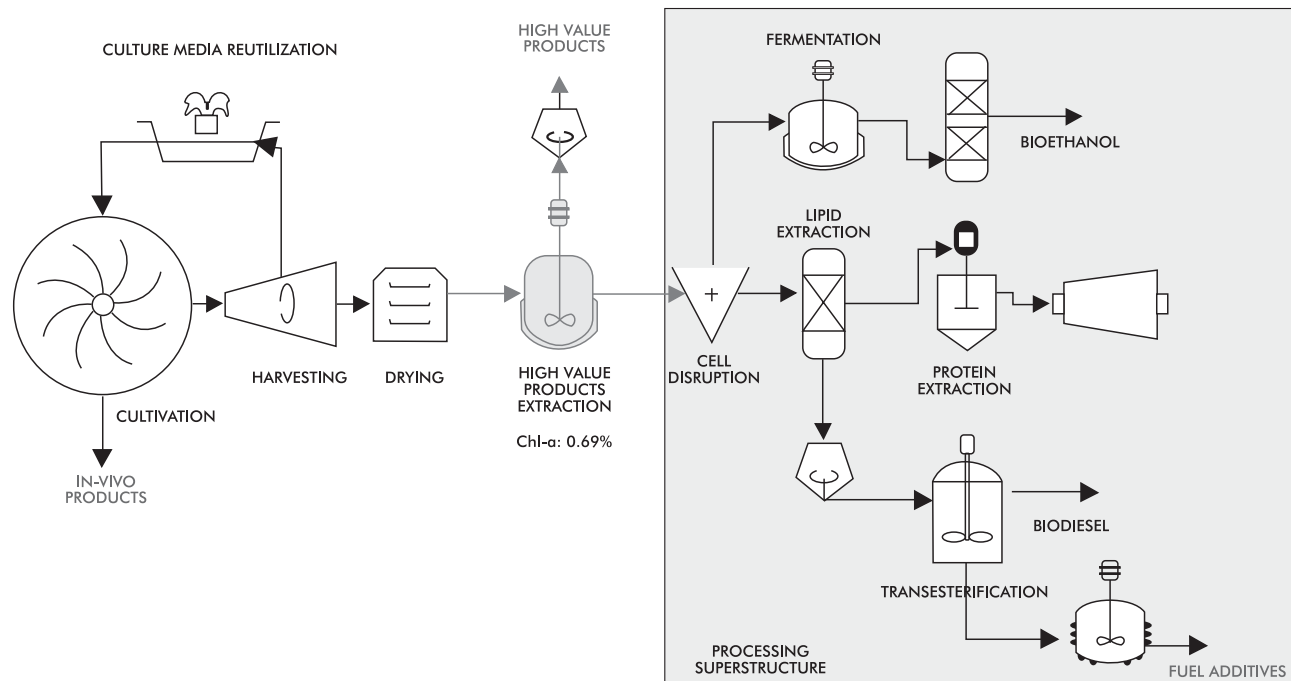 CULTURE MEDIA REUTILIZATION
HIGH VALUE
PRODUCTS
FERMENTATION
BIOETHANOL
LIPID
EXTRACTION
HARVESTING
DRYING
HIGH VALUE
PRODUCTS
EXTRACTION
Chl-a: 0.69%
CELL
DISRUPTION
PROTEIN
EXTRACTION
CULTIVATION
IN-VIVO
PRODUCTS
BIODIESEL
TRANSESTERIFICATION
PROCESSING
SUPERSTRUCTURE
FUEL ADDITIVES